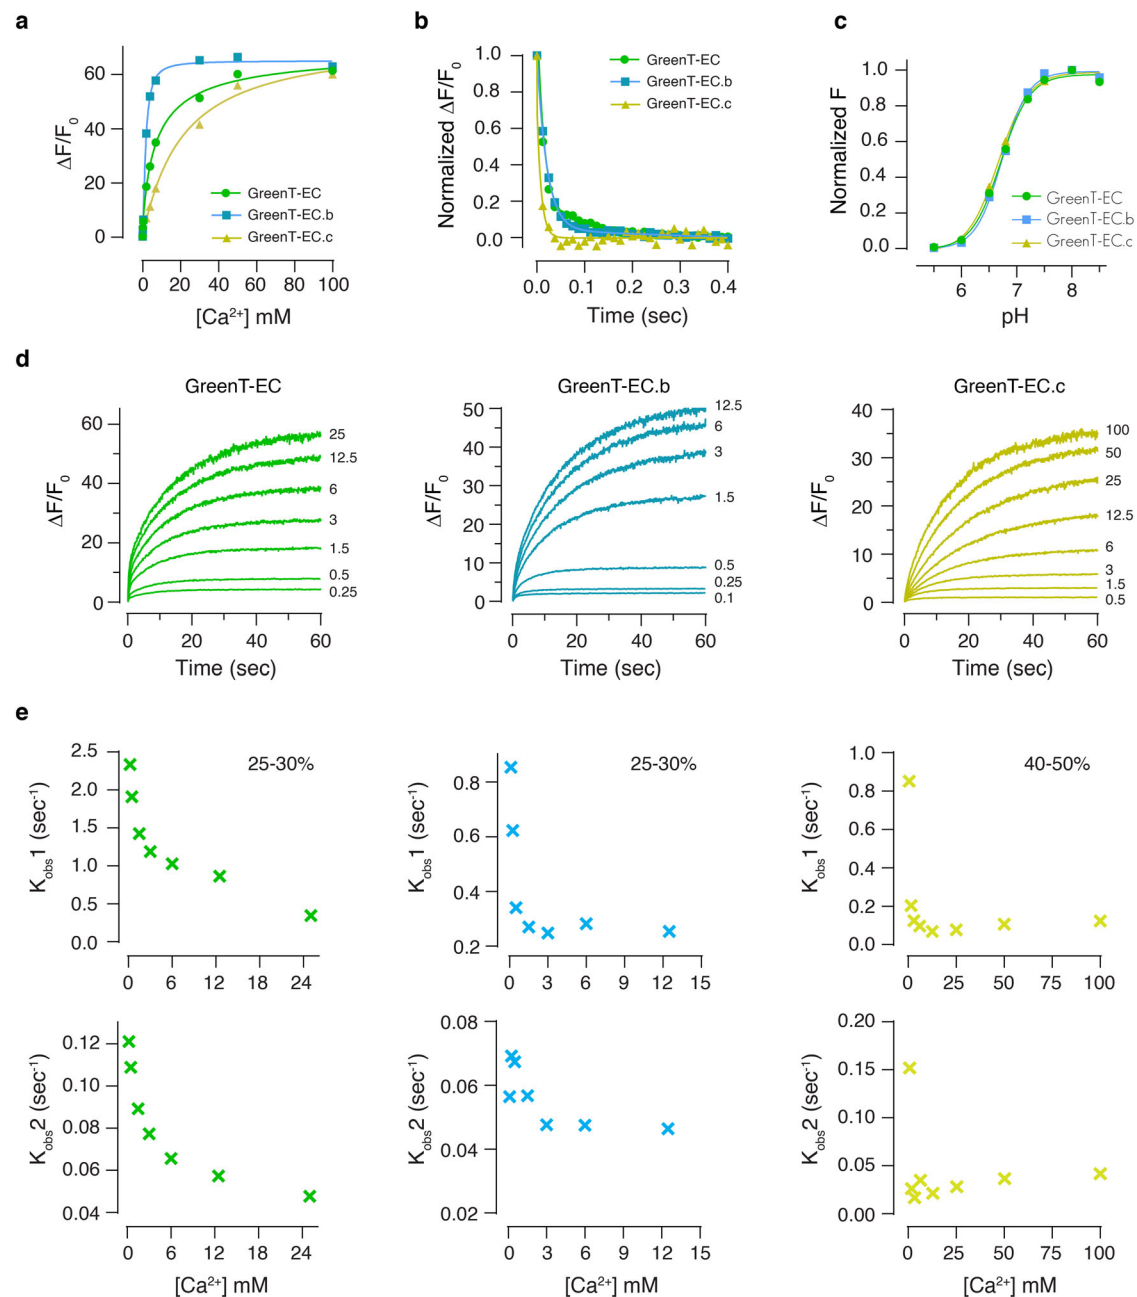 a
ΔF/F0
60
40
20
0
GreenT-EC
GreenT-EC.b
GreenT-EC.c
0 20 40 60 80 100
[Ca2+] mM
b
Normalized ΔF/F0
1.0
0.8
0.6
0.4
0.2
0.0
GreenT-EC
GreenT-EC.b
GreenT-EC.c
0.0 0.1 0.2 0.3 0.4
Time (sec)
c
Normalized F
1.0
0.8
0.6
0.4
0.2
0.0
GreenT-EC
GreenT-EC.b
GreenT-EC.c
6 7 8
pH
d
GreenT-EC
ΔF/F0
60
40
20
0
25
12.5
6
3
1.5
0.5
0.25
0 20 40 60
Time (sec)
GreenT-EC.b
ΔF/F0
50
40
30
20
10
0
12.5
6
3
1.5
0.5
0.25
0.1
0 20 40 60
Time (sec)
GreenT-EC.c
ΔF/F0
40
30
20
10
0
100
50
25
12.5
6
3
1.5
0.5
0 20 40 60
Time (sec)
e
Kobs1 (sec-1)
2.5
2.0
1.5
1.0
0.5
0.0
25-30%
0 6 12 18 24
Kobs1 (sec-1)
0.8
0.6
0.4
0.2
25-30%
0 3 6 9 12 15
Kobs1 (sec-1)
1.0
0.8
0.6
0.4
0.2
0.0
40-50%
0 25 50 75 100
Kobs2 (sec-1)
0.12
0.10
0.08
0.06
0.04
0 6 12 18 24
[Ca2+] mM
Kobs2 (sec-1)
0.08
0.06
0.04
0.02
0 3 6 9 12 15
[Ca2+] mM
Kobs2 (sec-1)
0.20
0.15
0.10
0.05
0.00
0 25 50 75 100
[Ca2+] mM